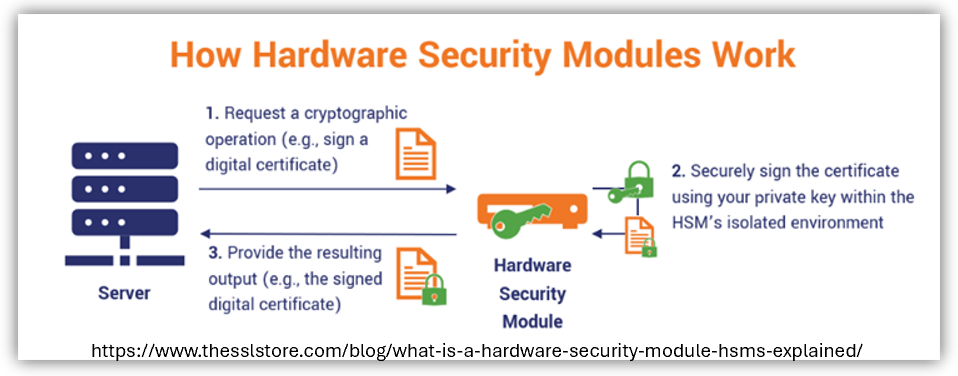 How Hardware Security Modules Work
1. Request a cryptographic
operation (e.g., sign a
digital certificate)
2. Securely sign the certificate
using your private key within the
HSM's isolated environment
3. Provide the resulting
output (e.g., the signed
digital certificate)
Server
Hardware
Security
Module
https://www.thesslstore.com/blog/what-is-a-hardware-security-module-hsms-explained/